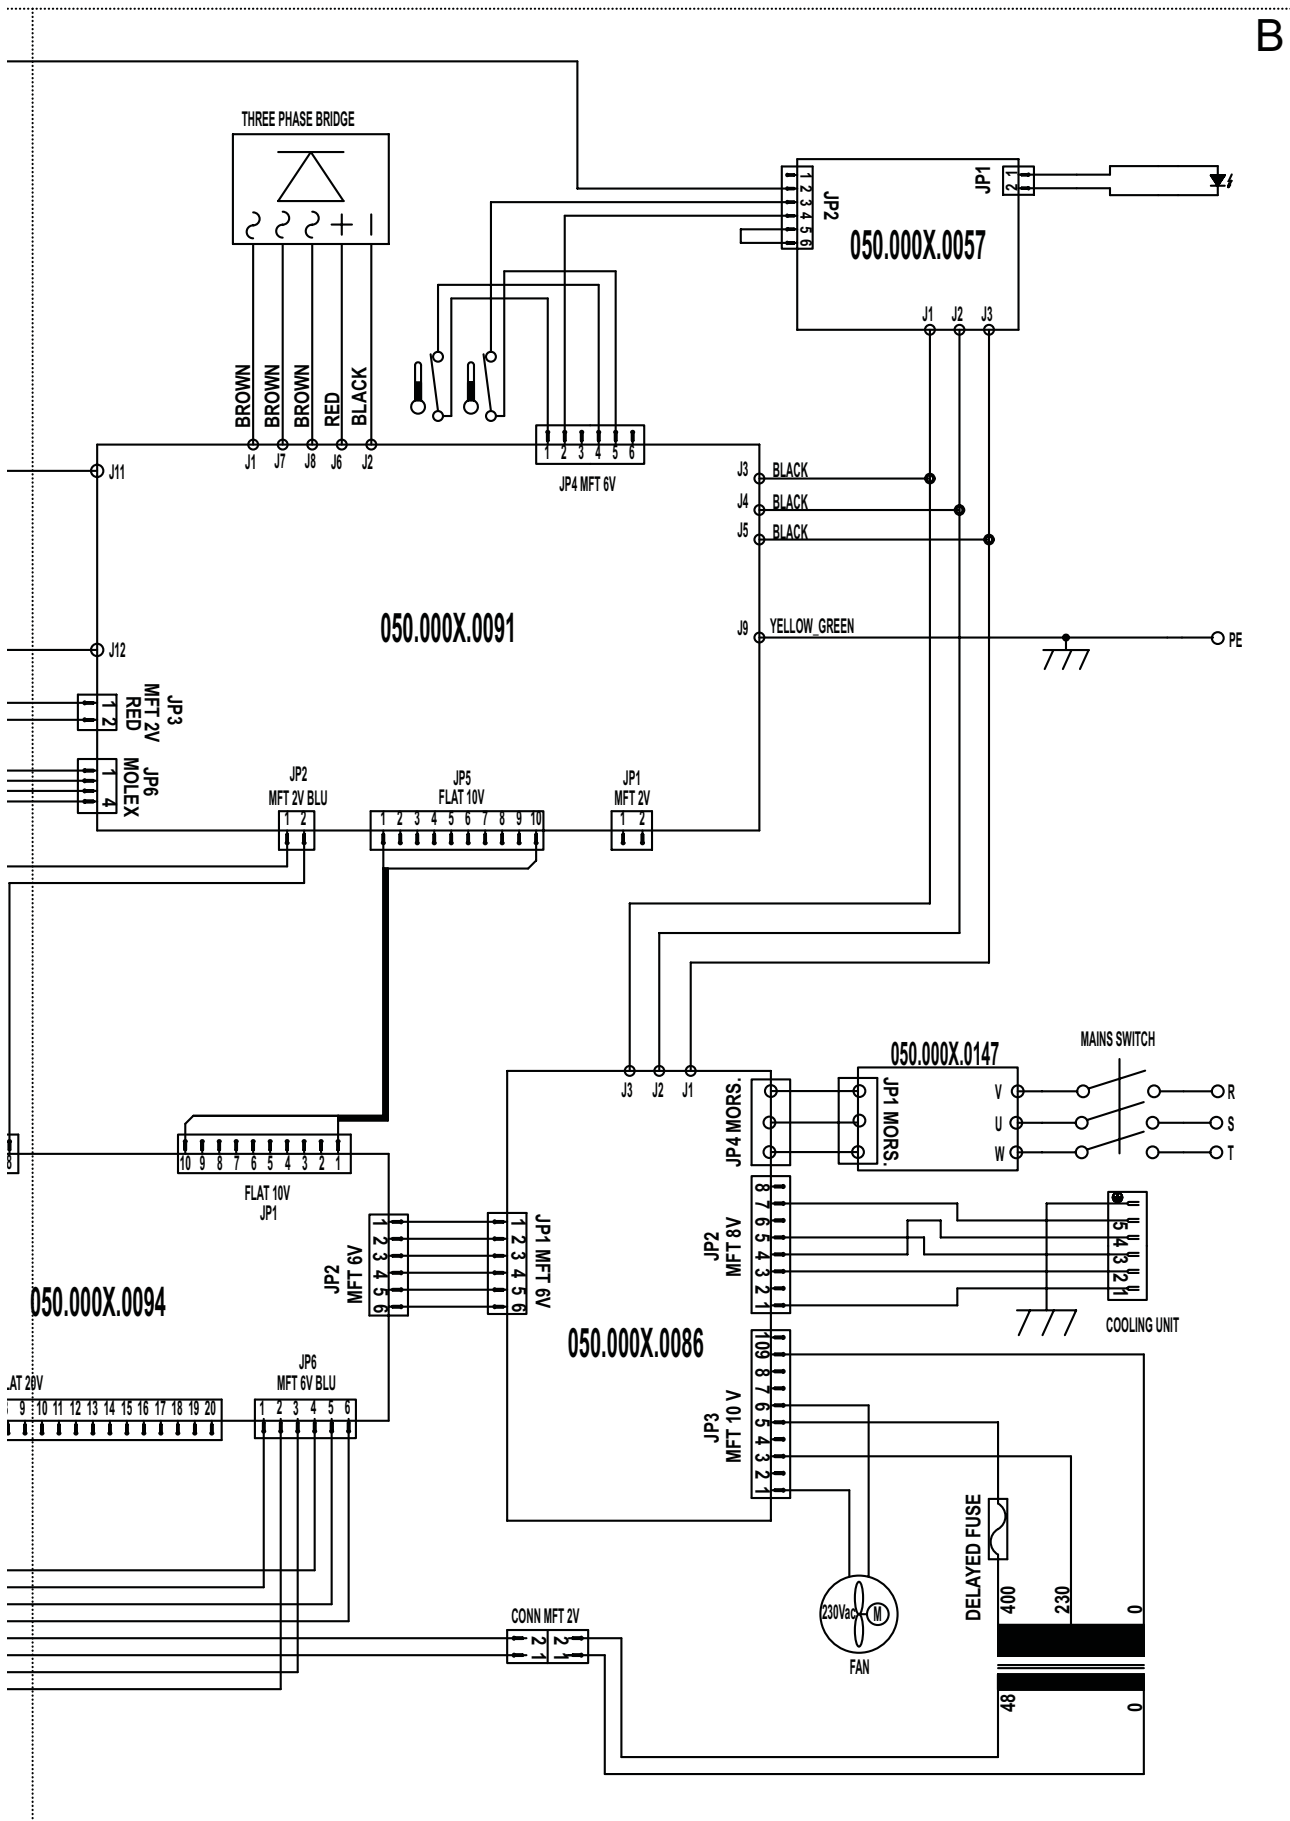 B
THREE PHASE BRIDGE
JP1
1
2
JP2
1
2
3
4
5
6
050.000X.0057
J1 J2 J3
BROWN
BROWN
BROWN
RED
BLACK
J1 J7 J8 J6 J2
1 2 3 4 5 6
JP4 MFT 6V
J11
J3 BLACK
J4 BLACK
J5 BLACK
050.000X.0091
J9 YELLOW_GREEN
PE
J12
JP3
MFT 2V
RED
1
2
JP6
MOLEX
1
4
JP2
MFT 2V BLU
1 2
JP5
FLAT 10V
1 2 3 4 5 6 7 8 9 10
JP1
MFT 2V
1 2
J3 J2 J1
JP4 MORS.
050.000X.0147
JP1 MORS.
V
U
W
MAINS SWITCH
R
S
T
8
10 9 8 7 6 5 4 3 2 1
FLAT 10V
JP1
JP2
MFT 6V
1
2
3
4
5
6
JP1 MFT 6V
1
2
3
4
5
6
JP2
MFT 8V
8
7
6
5
4
3
2
1
5
4
3
2
1
COOLING UNIT
050.000X.0094
050.000X.0086
JP3
MFT 10 V
10
9
8
7
6
5
4
3
2
1
LAT 20V
9 10 11 12 13 14 15 16 17 18 19 20
JP6
MFT 6V BLU
1 2 3 4 5 6
DELAYED FUSE
400
230
0
48
0
230Vac
M
FAN
CONN MFT 2V
2 2
1 1